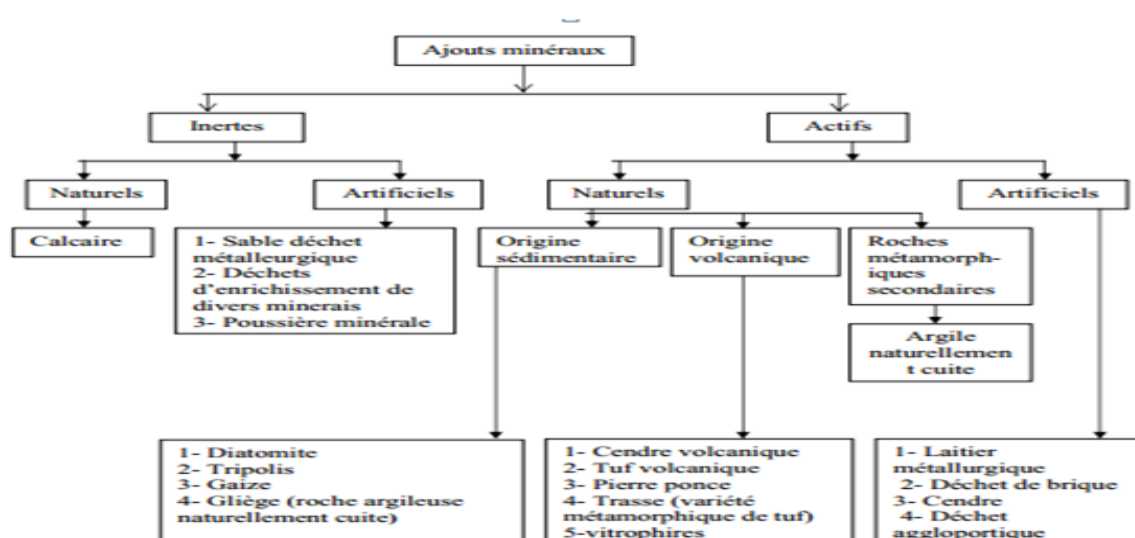 Ajouts minéraux
Inertes
Actifs
Naturels
Artificiels
Naturels
Artificiels
Calcaire
1- Sable déchet
métalleurgique
2- Déchets
d'enrichissement de
divers minerais
3- Poussière minérale
Origine
sédimentaire
Origine
volcanique
Roches
métamorph-
iques
secondaires
Argile
naturellemen
t cuite
1- Diatomite
2- Tripolis
3- Gaize
4- Gliège (roche argileuse
naturellement cuite)
1- Cendre volcanique
2- Tuf volcanique
3- Pierre ponce
4- Trasse (variété
métamorphique de tuf)
5-vitrophires
1- Laitier
métallurgique
2- Déchet de brique
3- Cendre
4- Déchet
aggloportique